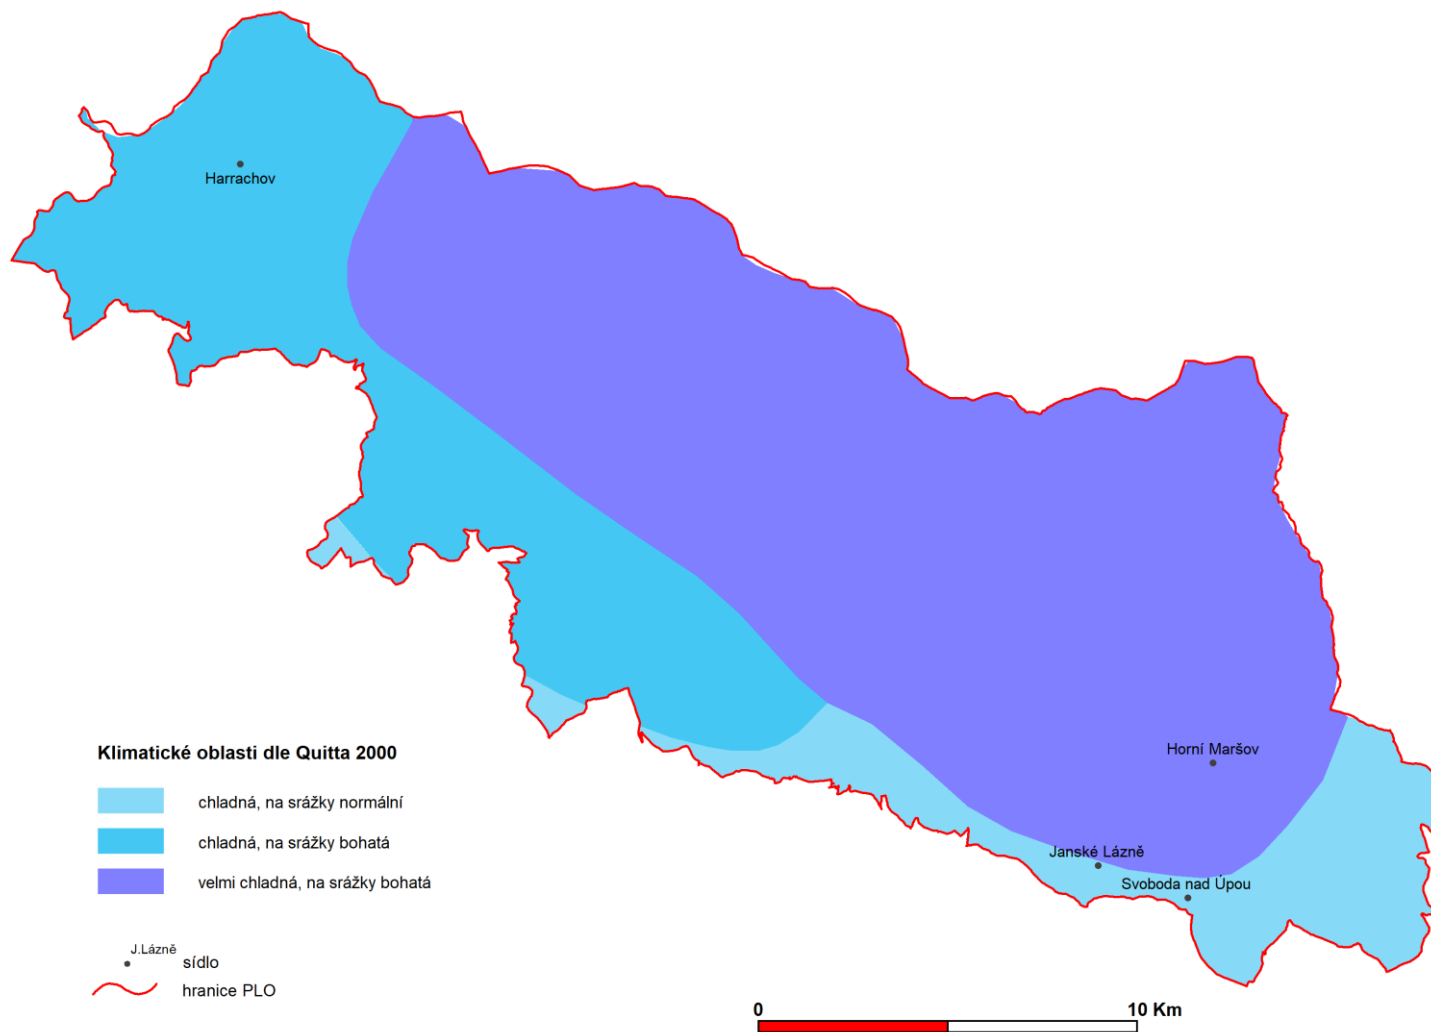 Harrachov
Horní Maršov
Janské Lázně
Svoboda nad Úpou
Klimatické oblasti dle Quitta 2000
chladná, na srážky normální
chladná, na srážky bohatá
velmi chladná, na srážky bohatá
J.Lázně
sídlo
hranice PLO
0 10 Km